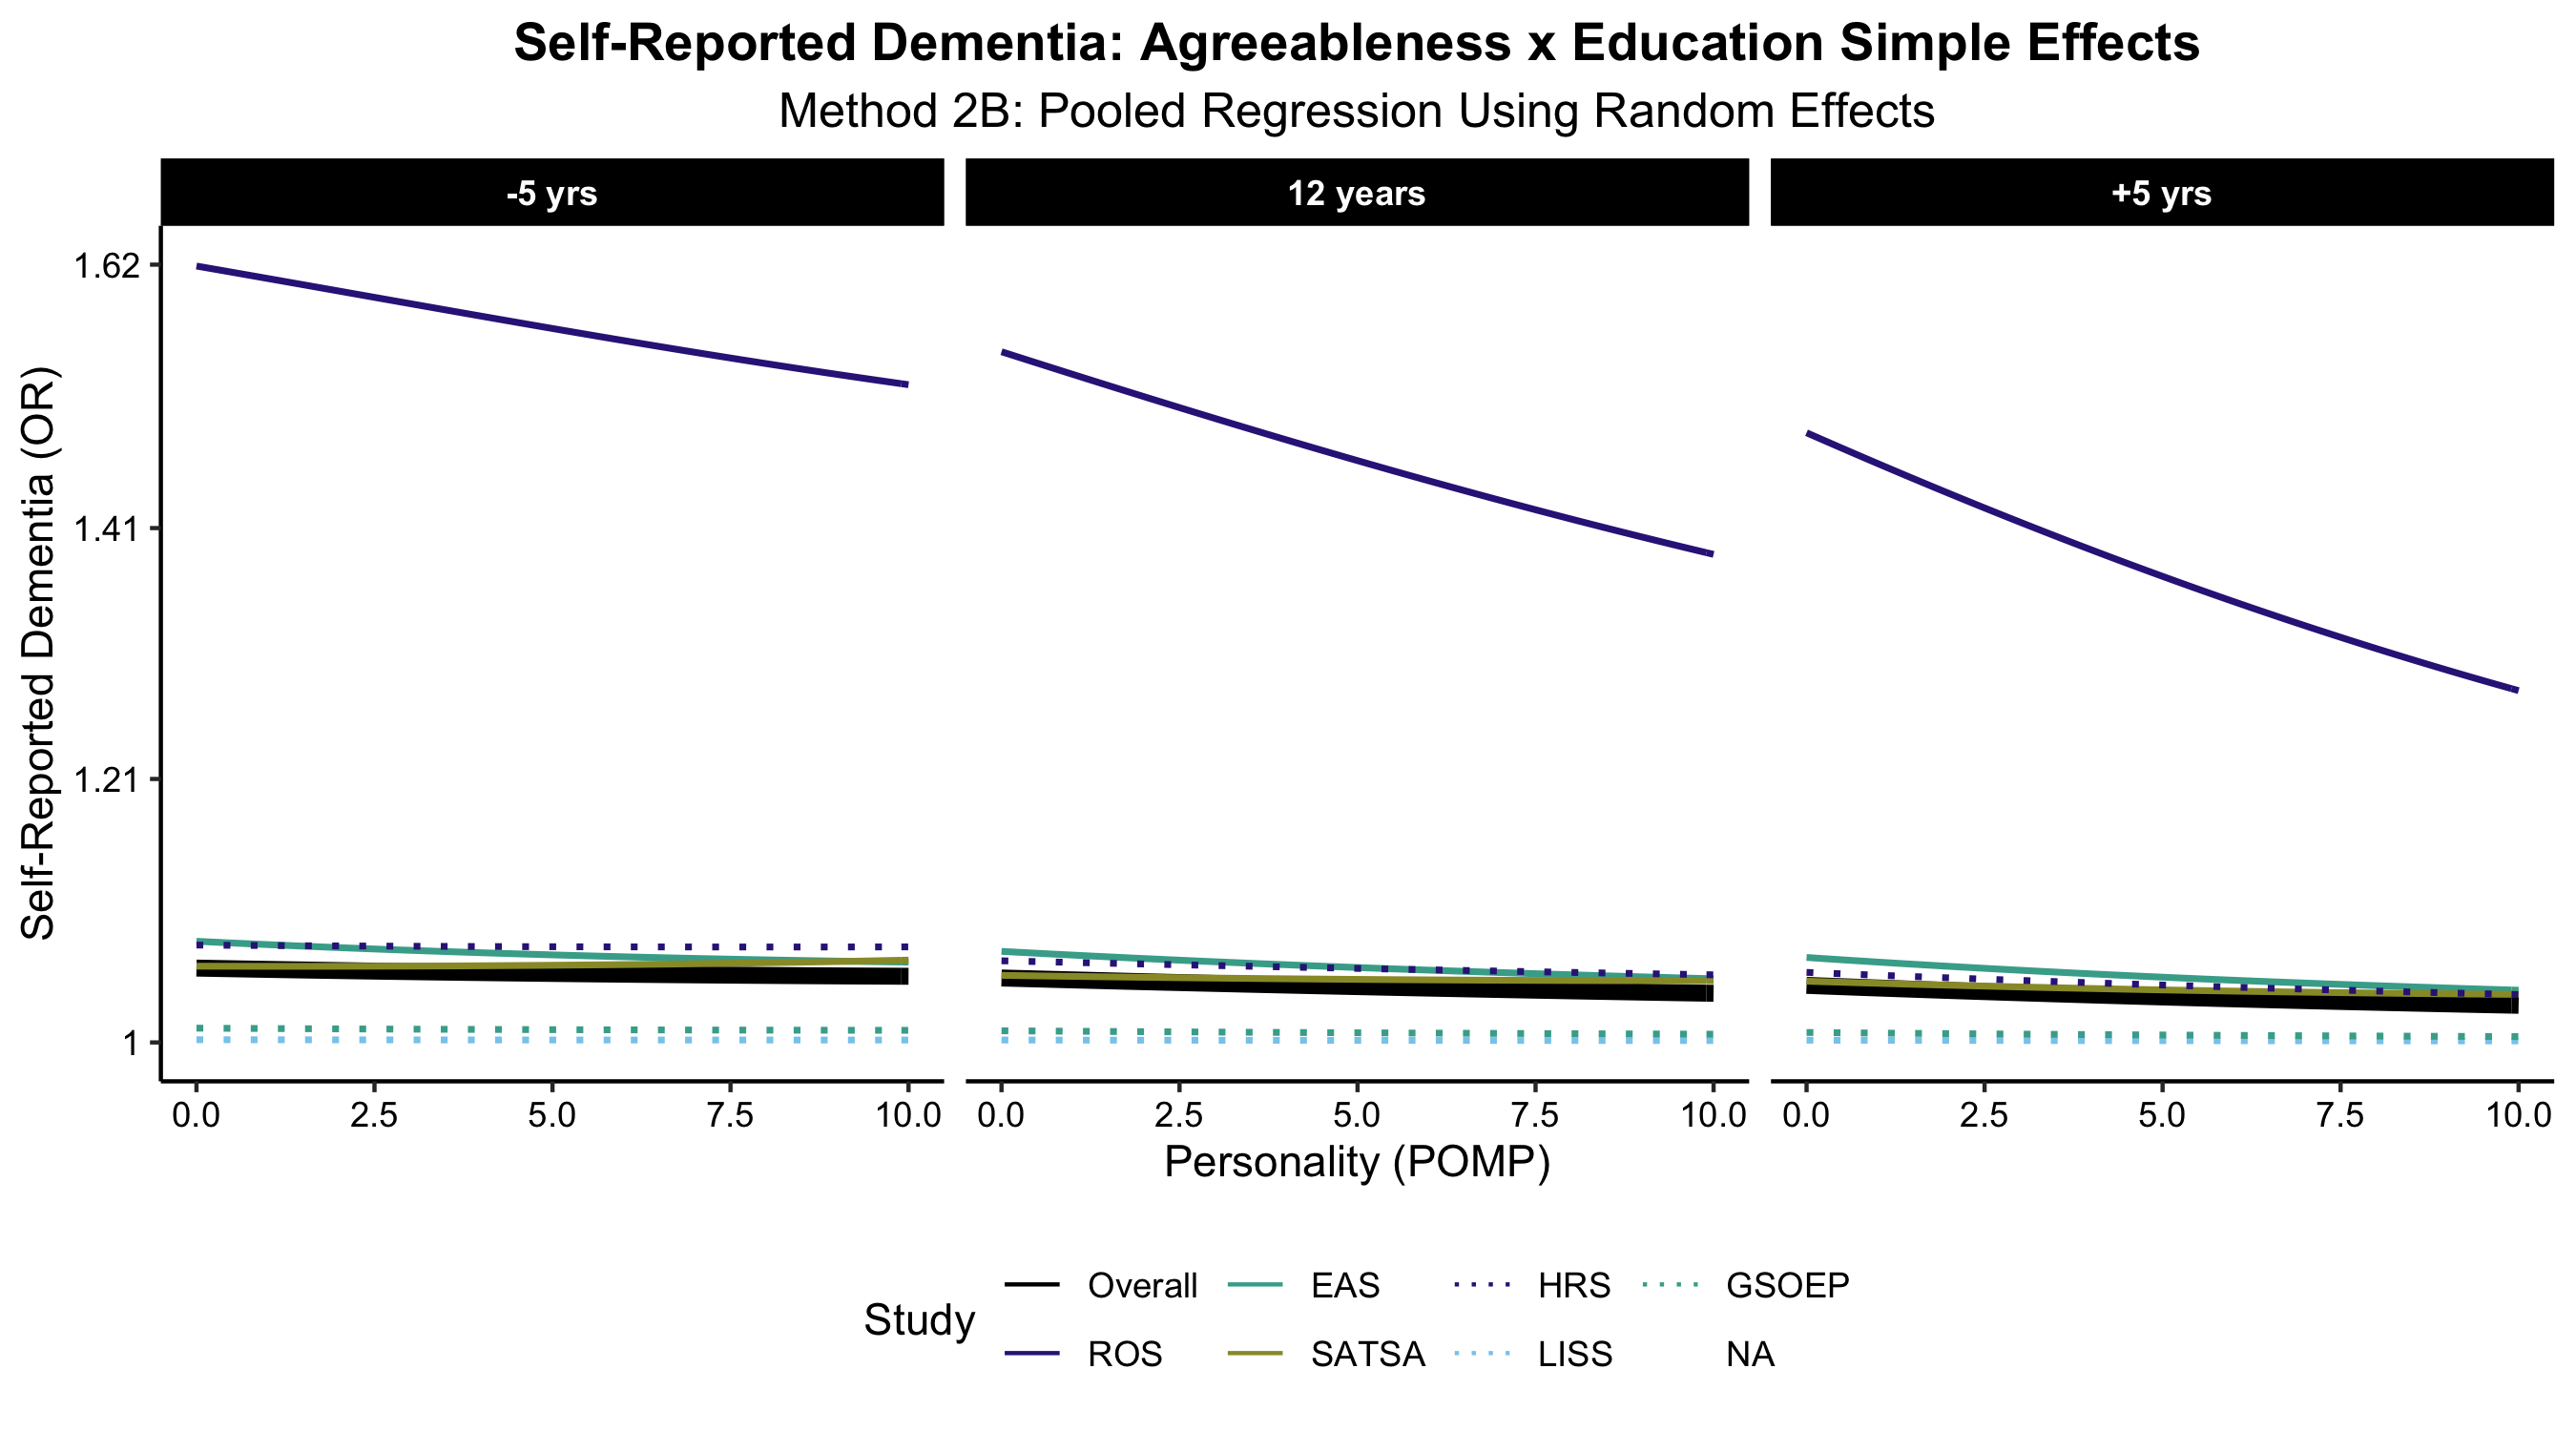 Self-Reported Dementia: Agreeableness x Education Simple Effects
Method 2B: Pooled Regression Using Random Effects
-5 yrs
12 years
+5 yrs
Self-Reported Dementia (OR)
1.62
1.41
1.21
1
0.0 2.5 5.0 7.5 10.0
0.0 2.5 5.0 7.5 10.0
0.0 2.5 5.0 7.5 10.0
Personality (POMP)
Study
Overall EAS HRS GSOEP
ROS SATSA LISS NA